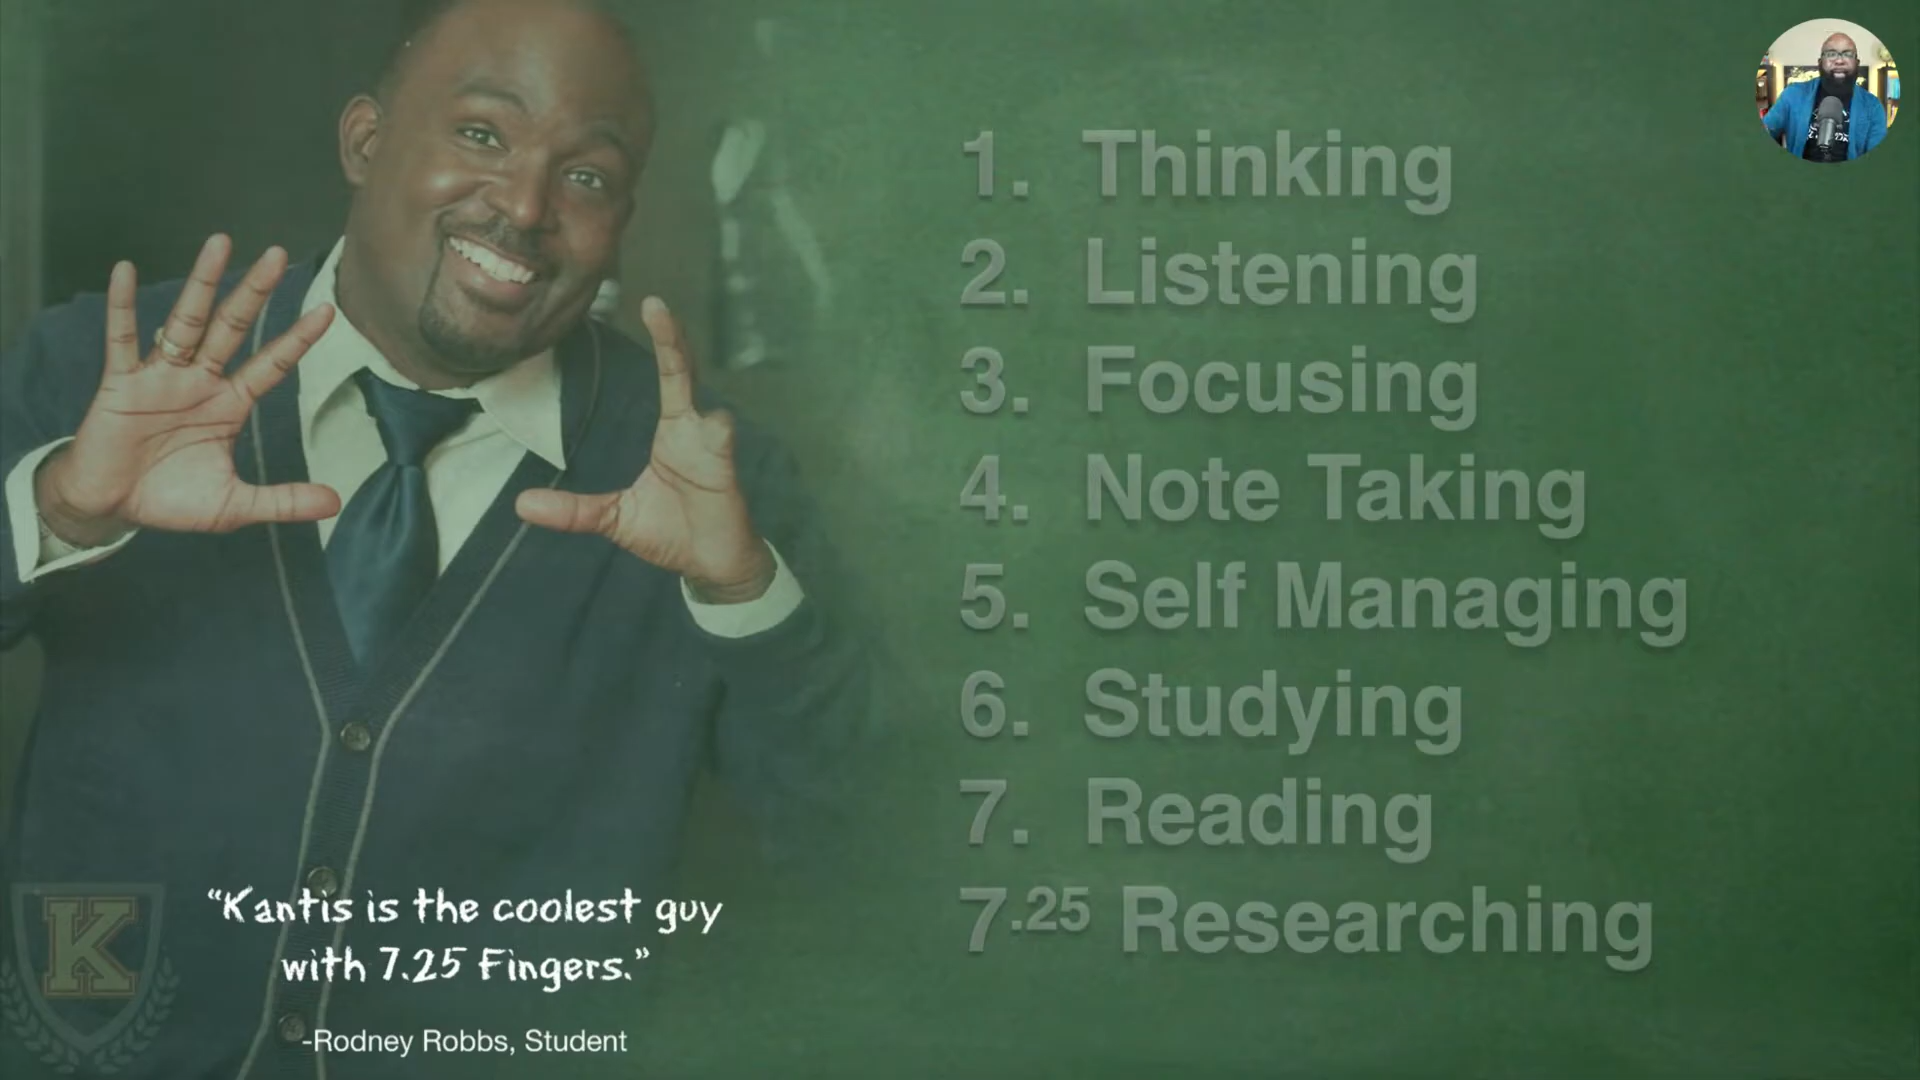 1. Thinking
2. Listening
3. Focusing
4. Note Taking
5. Self Managing
6. Studying
7. Reading
7.25 Researching
“Kantis is the coolest guy
with 7.25 Fingers.”
-Rodney Robbs, Student
K